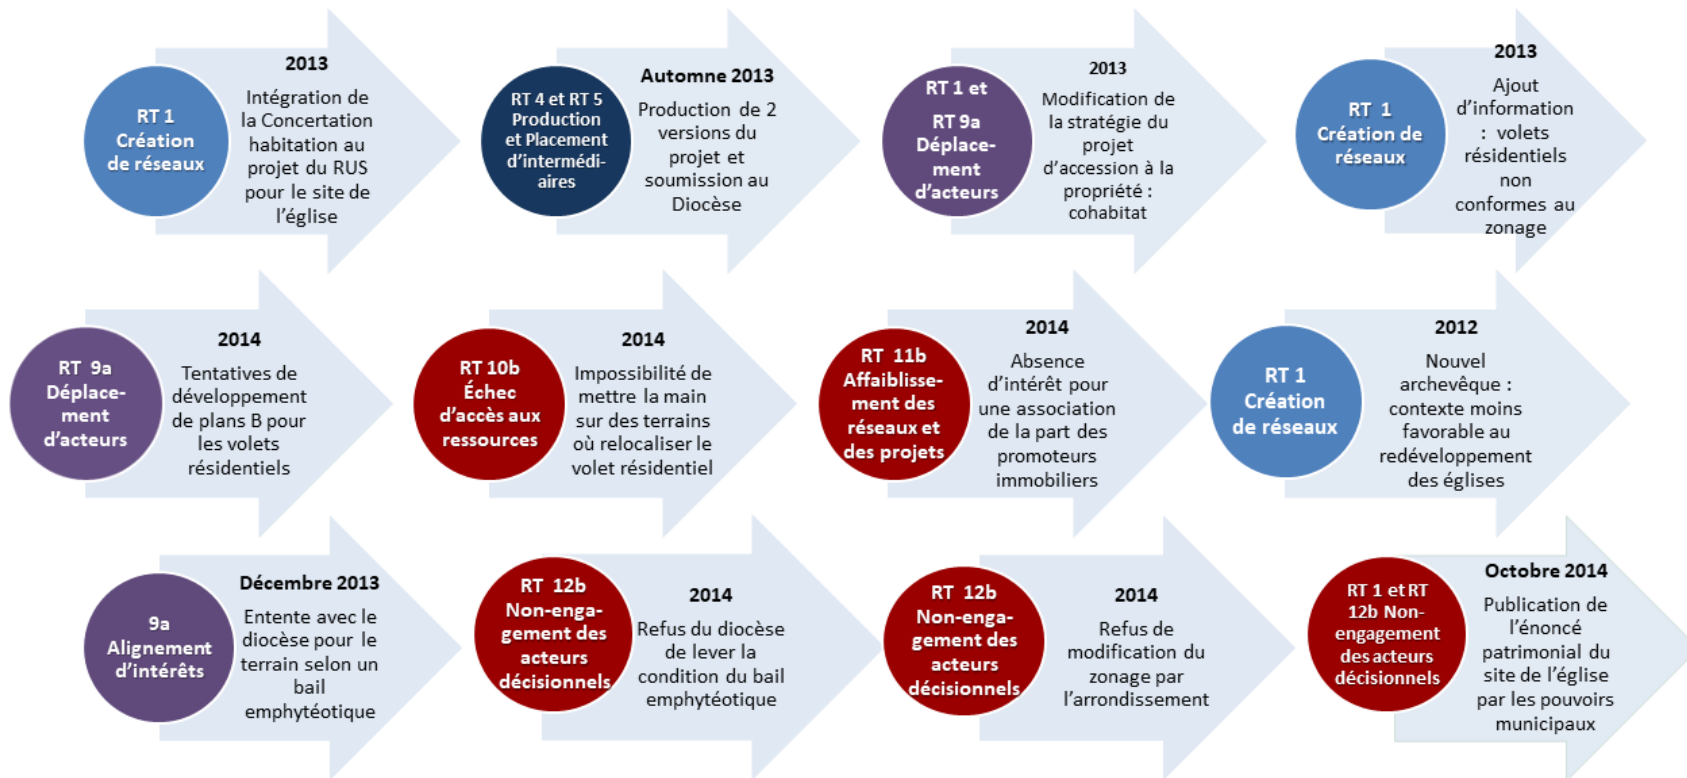 RT 1
Création
de réseaux
2013
Intégration de
la Concertation
habitation au
projet du RUS
pour le site de
l’église
RT 4 et RT 5
Production
et Placement
d’intermédi-
aires
Automne 2013
Production de 2
versions du
projet et
soumission au
Diocèse
RT 1 et
RT 9a
Déplace-
ment
d’acteurs
2013
Modification de
la stratégie du
projet
d’accession à la
propriété :
cohabitat
RT 1
Création de
réseaux
2013
Ajout
d’information
: volets
résidentiels
non
conformes au
zonage
RT 9a
Déplace-
ment
d’acteurs
2014
Tentatives de
développement
de plans B pour
les volets
résidentiels
RT 10b
Échec
d’accès aux
ressources
2014
Impossibilité de
mettre la main
sur des terrains
où relocaliser le
volet résidentiel
RT 11b
Affaiblisse-
ment des
réseaux et
des projets
2014
Absence
d’intérêt pour
une association
de la part des
promoteurs
immobiliers
RT 1
Création
de réseaux
2012
Nouvel
archevêque :
contexte moins
favorable au
redéveloppement
des églises
9a
Alignement
d’intérêts
Décembre 2013
Entente avec le
diocèse pour le
terrain selon un
bail
emphytéotique
RT 12b
Non-enga-
gement des
acteurs
décisionnels
2014
Refus du diocèse
de lever la
condition du bail
emphytéotique
RT 12b
Non-enga-
gement des
acteurs
décisionnels
2014
Refus de
modification du
zonage par
l’arrondissement
RT 1 et RT
12b Non-
engagement
des acteurs
décisionnels
Octobre 2014
Publication de
l’énoncé
patrimonial du
site de l’église
par les pouvoirs
municipaux